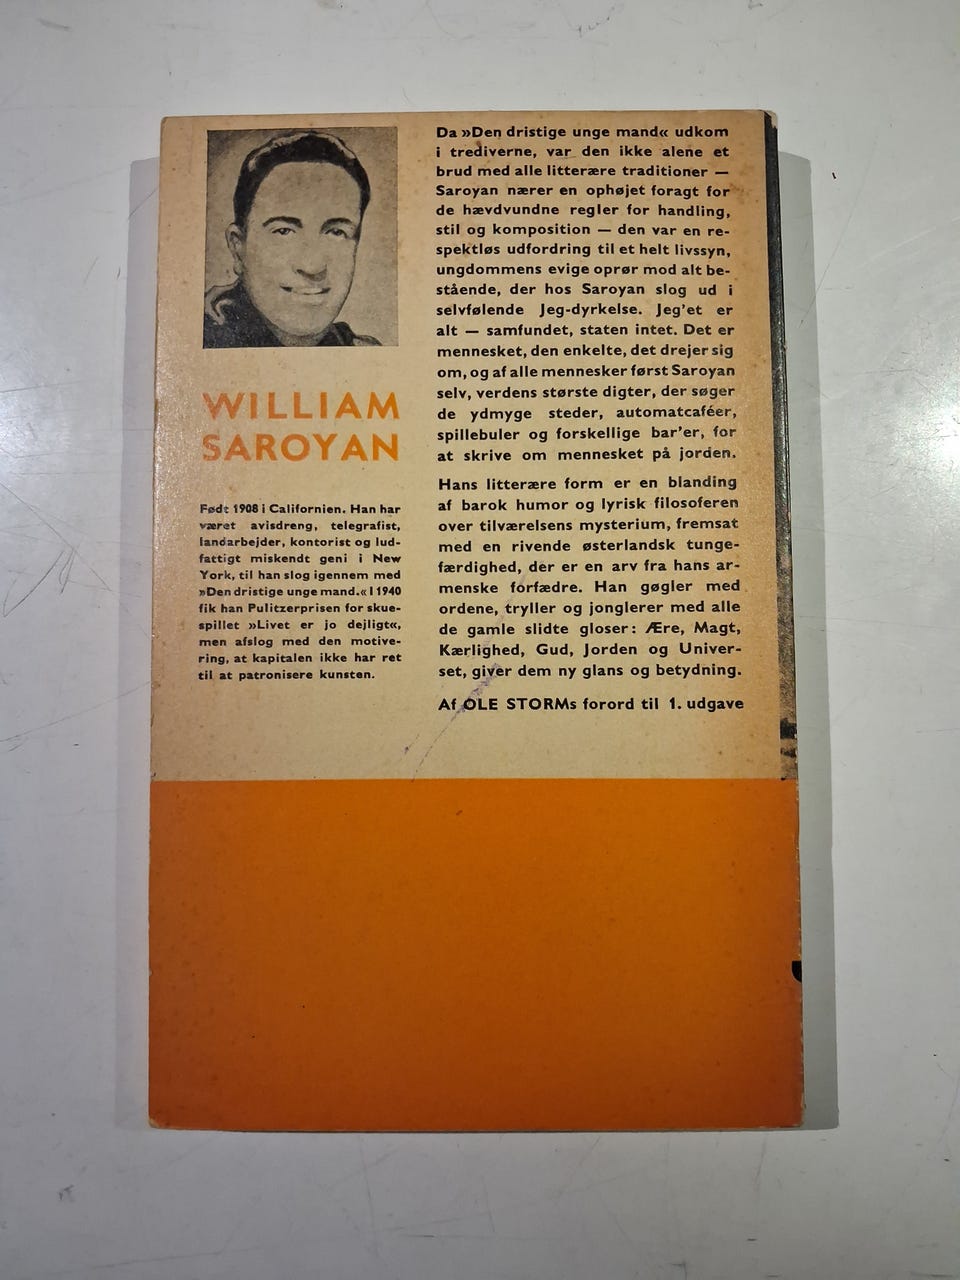 WILLIAM
SAROYAN
Født 1908 i Californien. Han har
været avisdreng, telegrafist,
landarbejder, kontorist og lud-
fattigt miskendt geni i New
York, til han slog igennem med
»Den dristige unge mand.« I 1940
fik han Pulitzerprisen for skue-
spillet »Livet er jo dejligt«,
men afslog med den motive-
ring, at kapitalen ikke har ret
til at patronisere kunsten.
Da »Den dristige unge mand« udkom
i trediverne, var den ikke alene et
brud med alle litterære traditioner —
Saroyan nærer en ophøjet foragt for
de hævdvundne regler for handling,
stil og komposition — den var en re-
spektløs udfordring til et helt livssyn,
ungdommens evige oprør mod alt be-
stående, der hos Saroyan slog ud i
selvfølende Jeg-dyrkelse. Jeg'et er
alt — samfundet, staten intet. Det er
mennesket, den enkelte, det drejer sig
om, og af alle mennesker først Saroyan
selv, verdens største digter, der søger
de ydmyge steder, automatcaféer,
spillebuler og forskellige bar'er, for
at skrive om mennesket på jorden.
Hans litterære form er en blanding
af barok humor og lyrisk filosoferen
over tilværelsens mysterium, fremsat
med en rivende østerlandsk tunge-
færdighed, der er en arv fra hans ar-
menske forfædre. Han gøgler med
ordene, tryller og jonglerer med alle
de gamle slidte gloser: Ære, Magt,
Kærlighed, Gud, Jorden og Univer-
set, giver dem ny glans og betydning.
Af OLE STORMs forord til 1. udgave